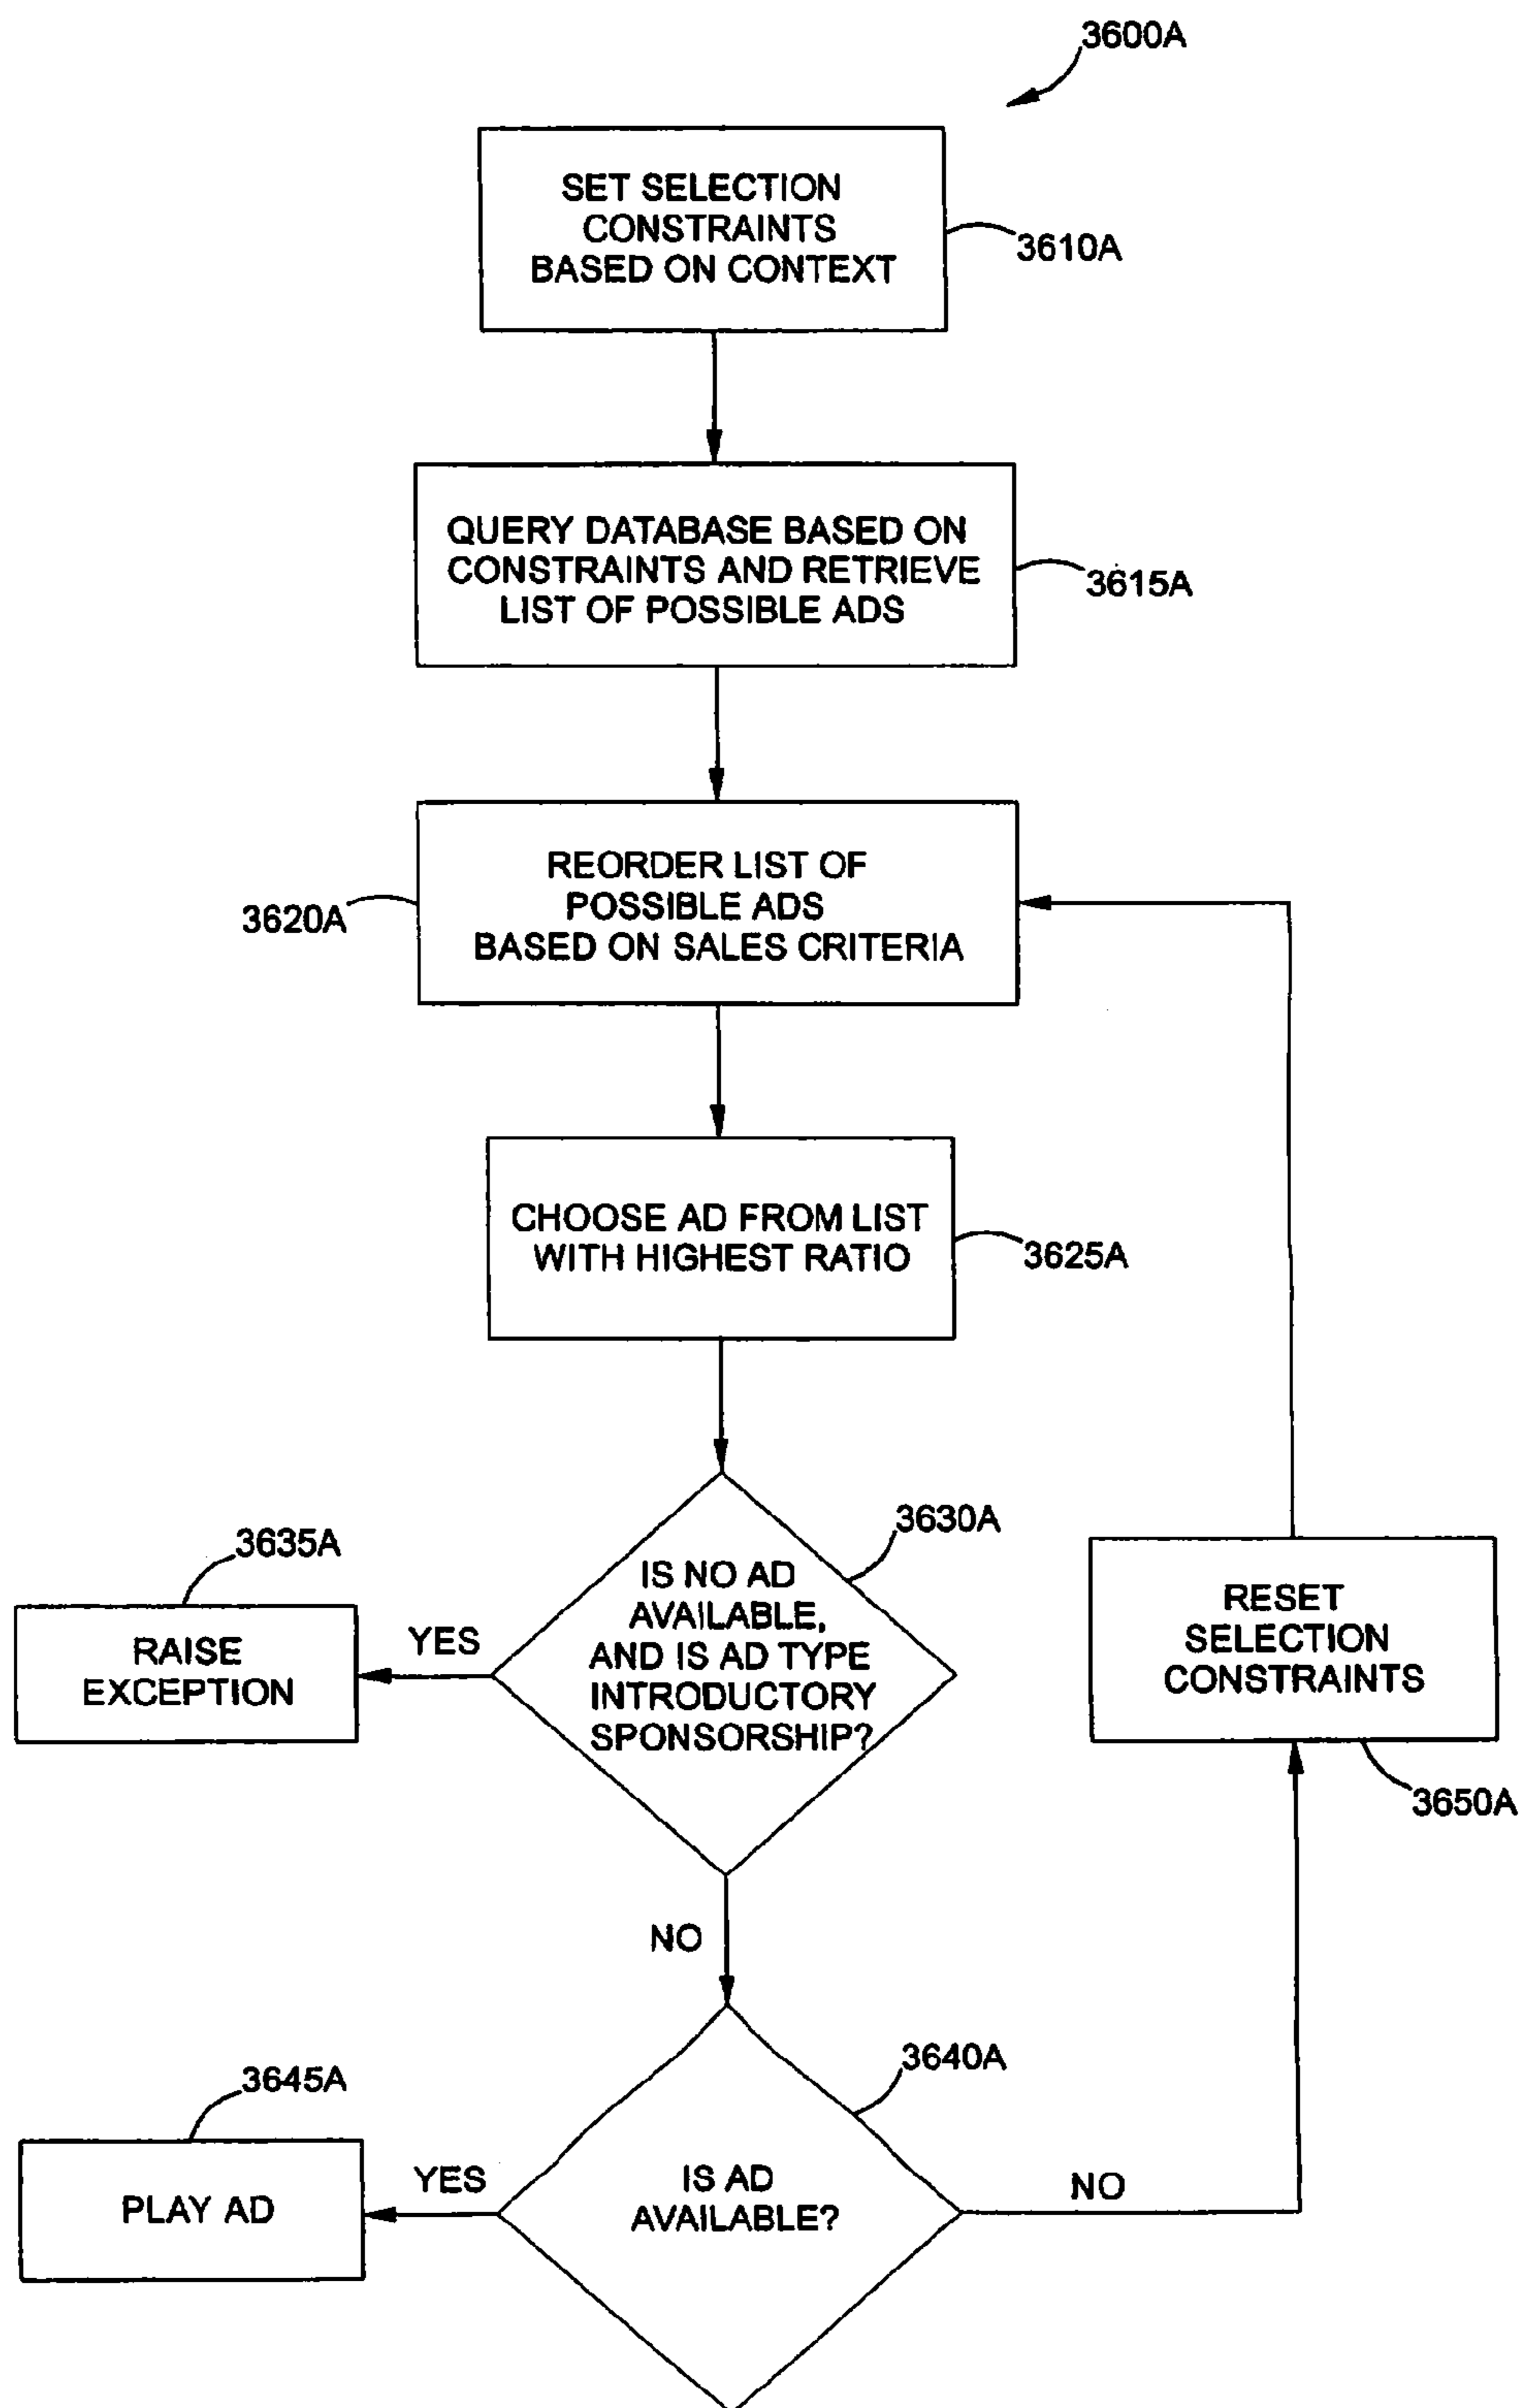 3600A
SET SELECTION
CONSTRAINTS
BASED ON CONTEXT
3610A
QUERY DATABASE BASED ON
CONSTRAINTS AND RETRIEVE
LIST OF POSSIBLE ADS
3615A
REORDER LIST OF
POSSIBLE ADS
BASED ON SALES CRITERIA
3620A
CHOOSE AD FROM LIST
WITH HIGHEST RATIO
3625A
3630A
IS NO AD
AVAILABLE,
AND IS AD TYPE
INTRODUCTORY
SPONSORSHIP?
3635A
YES
RAISE
EXCEPTION
RESET
SELECTION
CONSTRAINTS
3650A
NO
3640A
3645A
YES
PLAY AD
IS AD
AVAILABLE?
NO